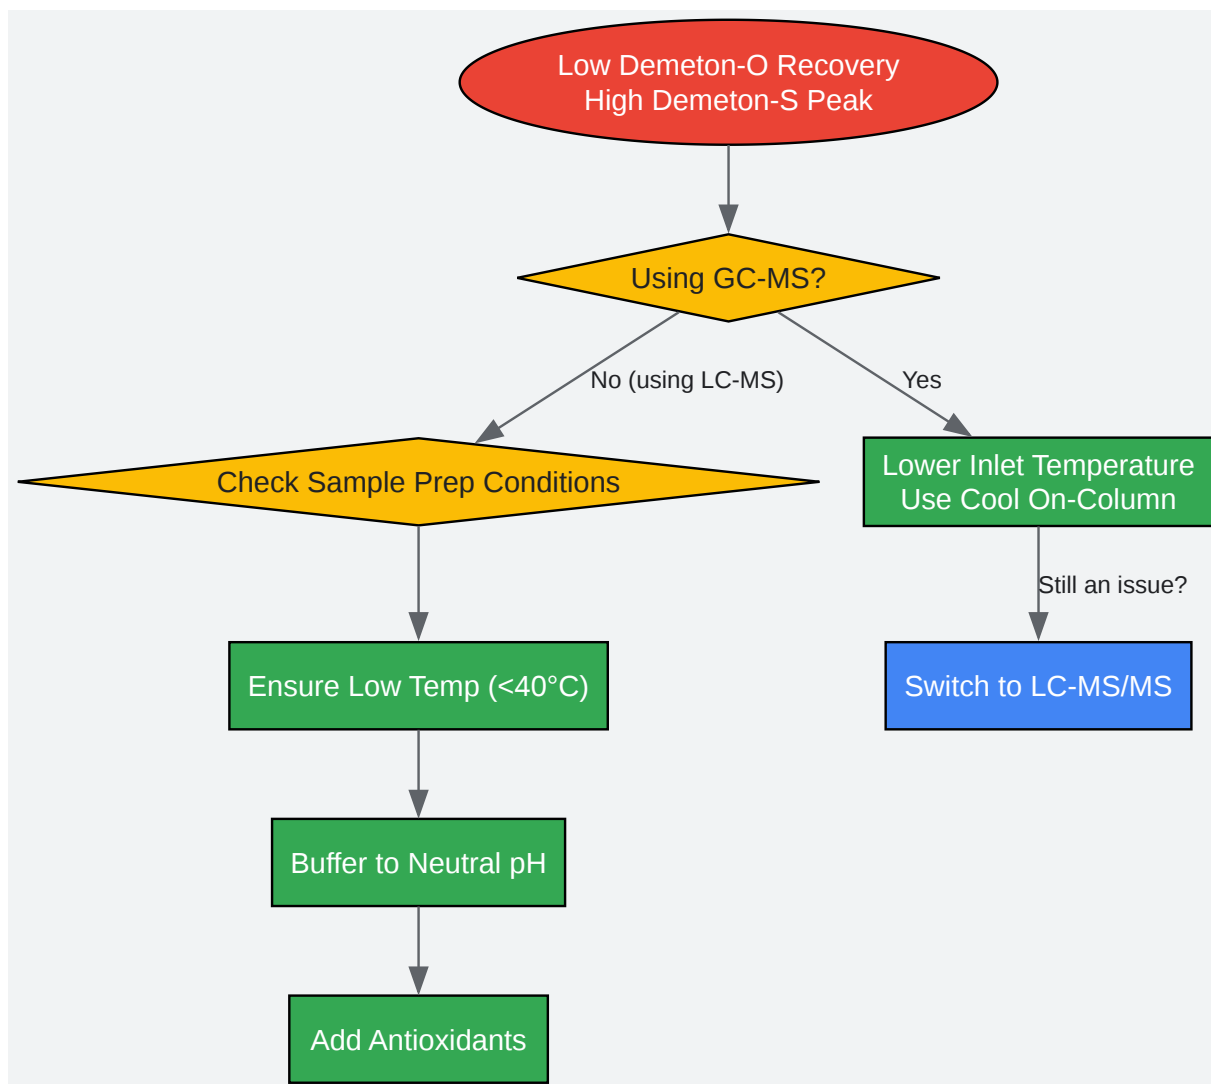 Low Demeton-O Recovery
High Demeton-S Peak
Using GC-MS?
No (using LC-MS)
Yes
Check Sample Prep Conditions
Lower Inlet Temperature
Use Cool On-Column
Still an issue?
Ensure Low Temp (<40°C)
Switch to LC-MS/MS
Buffer to Neutral pH
Add Antioxidants